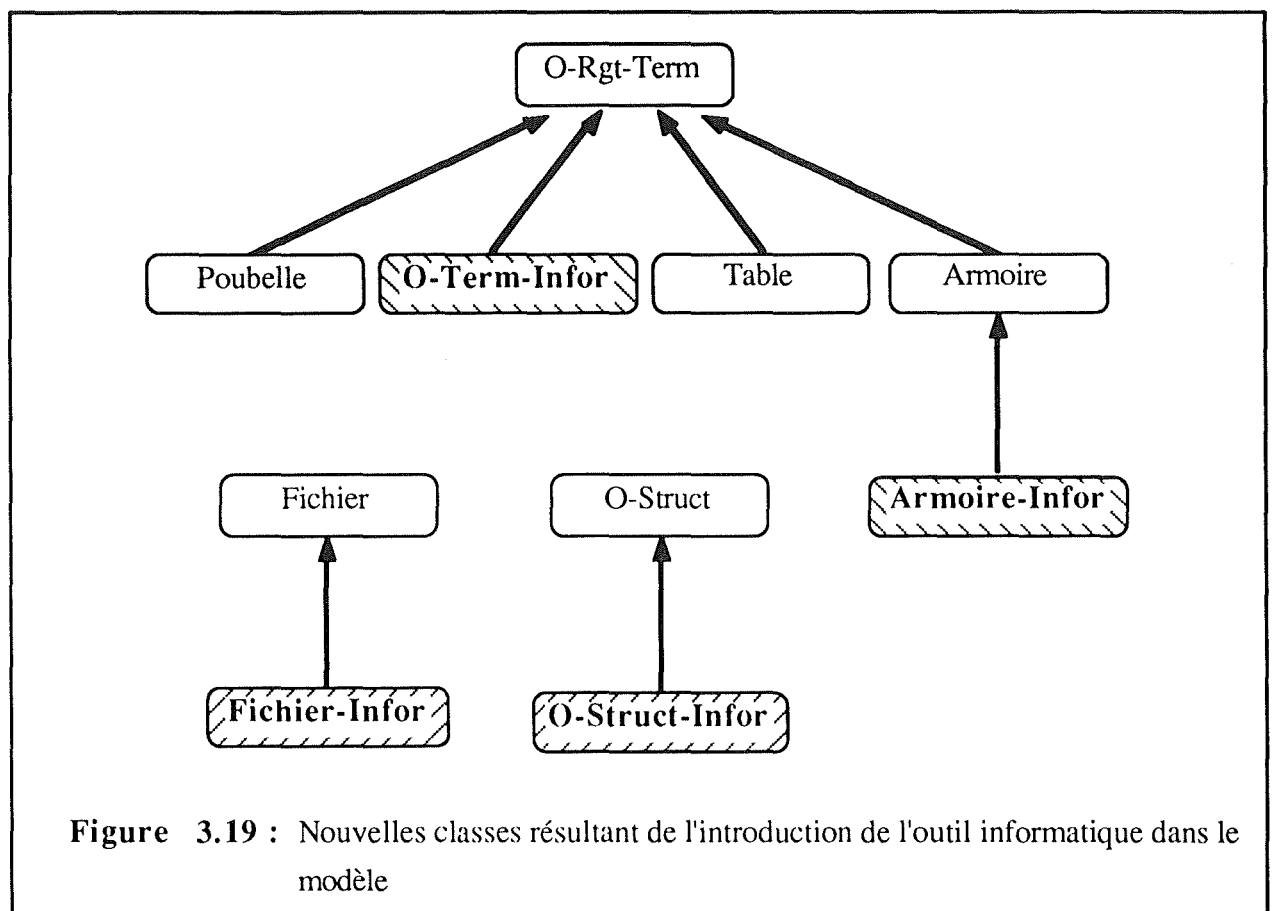 O-Rgt-Term
Poubelle
O-Term-Infor
Table
Armoire
Fichier
O-Struct
Armoire-Infor
Fichier-Infor
O-Struct-Infor
Figure 3.19 : Nouvelles classes résultant de l'introduction de l'outil informatique dans le
modèle